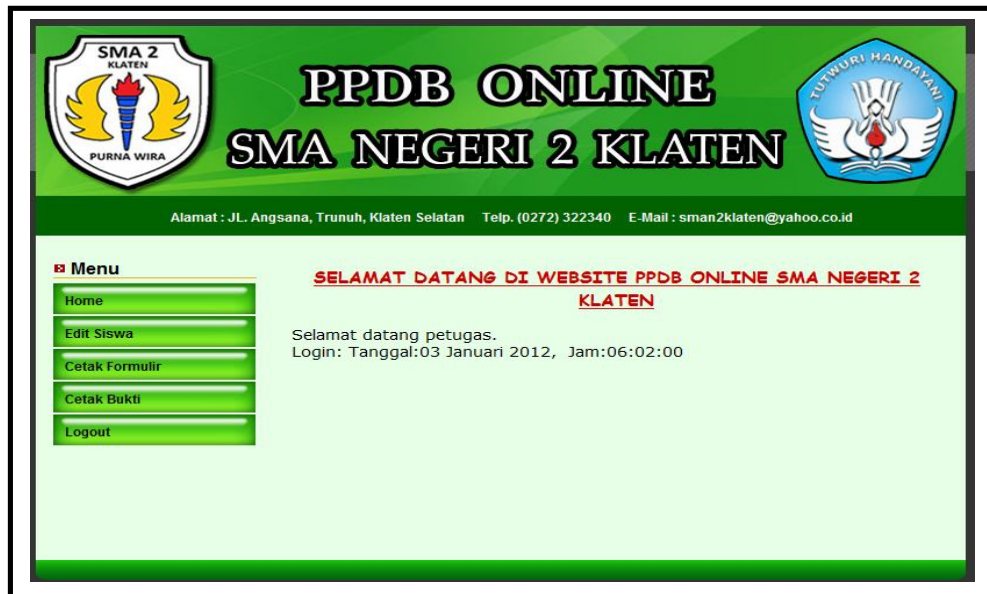 SMA 2
KLATEN
PURNA WIRA
PPDB ONLINE
SMA NEGERI 2 KLATEN
TUTWURI HANDAYANI
Alamat : JL. Angsana, Trunuh, Klaten Selatan Telp. (0272) 322340 E-Mail : sman2klaten@yahoo.co.id
Menu
Home
Edit Siswa
Cetak Formulir
Cetak Bukti
Logout
SELAMAT DATANG DI WEBSITE PPDB ONLINE SMA NEGERI 2
KLATEN
Selamat datang petugas.
Login: Tanggal:03 Januari 2012, Jam:06:02:00